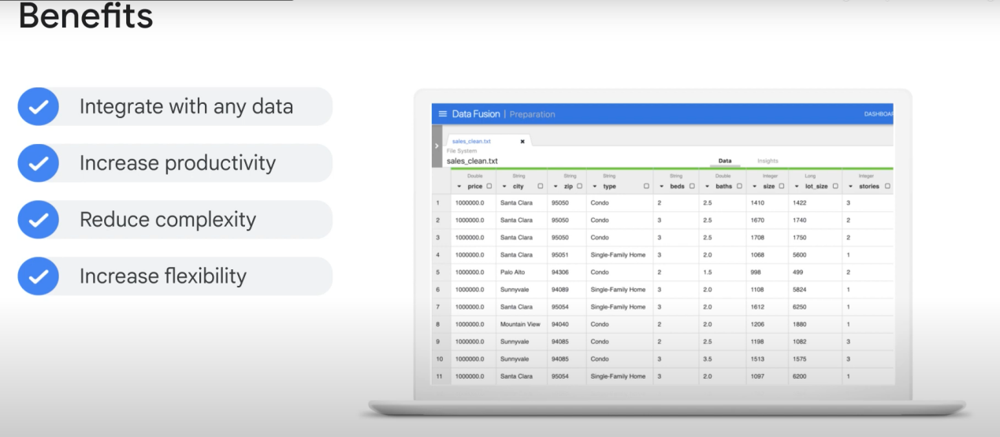 Benefits
Integrate with any data
Increase productivity
Reduce complexity
Increase flexibility
Data Fusion | Preparation
DASHBOAR
sales_clean.txt
File System
sales_clean.txt
Data Insights
Double String String String String Double Integer Long Integer
price city zip type beds baths size lot_size stories
1 1000000.0 Santa Clara 95050 Condo 2 2.5 1410 1422 3
2 1000000.0 Santa Clara 95050 Condo 3 2.5 1670 1740 2
3 1000000.0 Santa Clara 95050 Condo 3 2.5 1708 1750 2
4 1000000.0 Santa Clara 95051 Single-Family Home 3 2.0 1068 5600 1
5 1000000.0 Palo Alto 94306 Condo 2 1.5 998 499 2
6 1000000.0 Sunnyvale 94089 Single-Family Home 3 2.0 1108 5824 1
7 1000000.0 Santa Clara 95054 Single-Family Home 3 2.0 1612 6250 1
8 1000000.0 Mountain View 94040 Condo 2 2.0 1206 1880 1
9 1000000.0 Sunnyvale 94085 Condo 2 2.5 1198 1082 3
10 1000000.0 Sunnyvale 94085 Condo 3 3.5 1513 1575 3
11 1000000.0 Santa Clara 95054 Single-Family Home 3 2.0 1097 6200 1